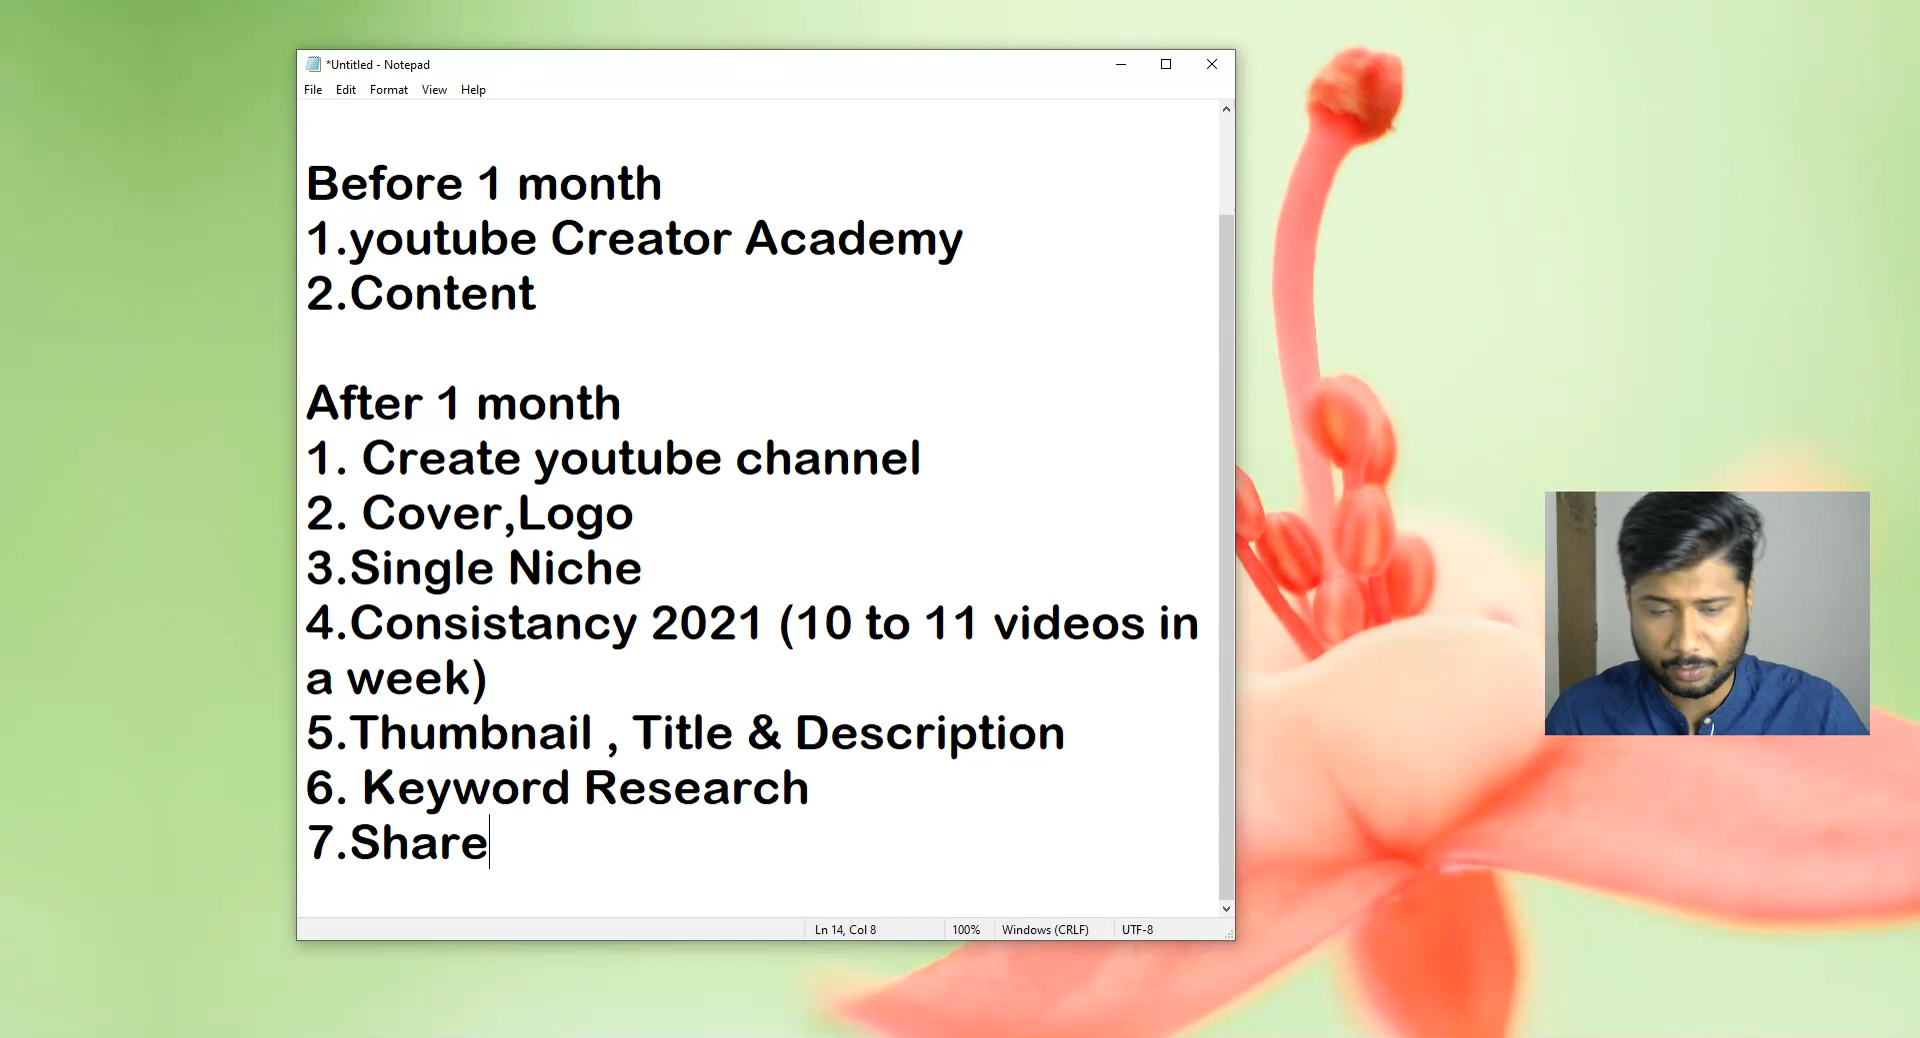 *Untitled - Notepad
File Edit Format View Help
Before 1 month
1.youtube Creator Academy
2.Content
After 1 month
1. Create youtube channel
2. Cover,Logo
3.Single Niche
4.Consistancy 2021 (10 to 11 videos in
a week)
5.Thumbnail , Title & Description
6. Keyword Research
7.Share
Ln 14, Col 8 100% Windows (CRLF) UTF-8